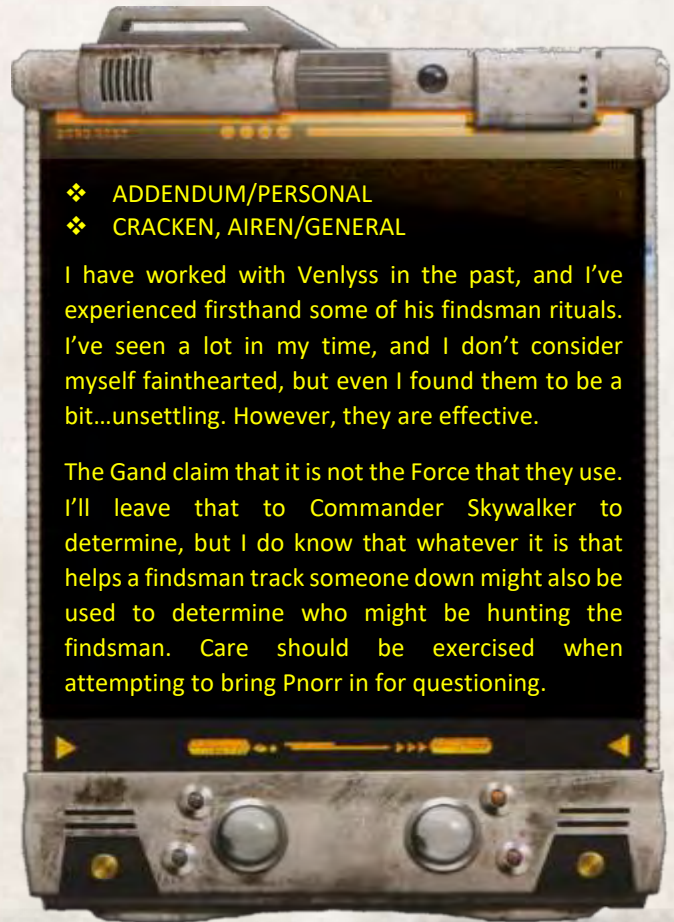 ❖ ADDENDUM/PERSONAL
❖ CRACKEN, AIREN/GENERAL
I have worked with Venlyss in the past, and I’ve
experienced firsthand some of his findsman rituals.
I’ve seen a lot in my time, and I don’t consider
myself fainthearted, but even I found them to be a
bit…unsettling. However, they are effective.
The Gand claim that it is not the Force that they use.
I’ll leave that to Commander Skywalker to
determine, but I do know that whatever it is that
helps a findsman track someone down might also be
used to determine who might be hunting the
findsman. Care should be exercised when
attempting to bring Pnorr in for questioning.